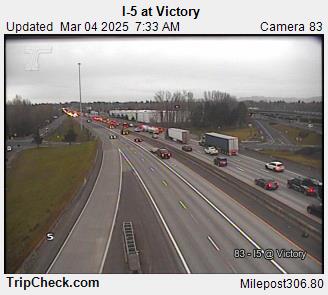 I-5 at Victory
Updated Mar 04 2025 7:33 AM Camera 83
S
83 - I5 @ Victory
TripCheck.com Milepost306.80